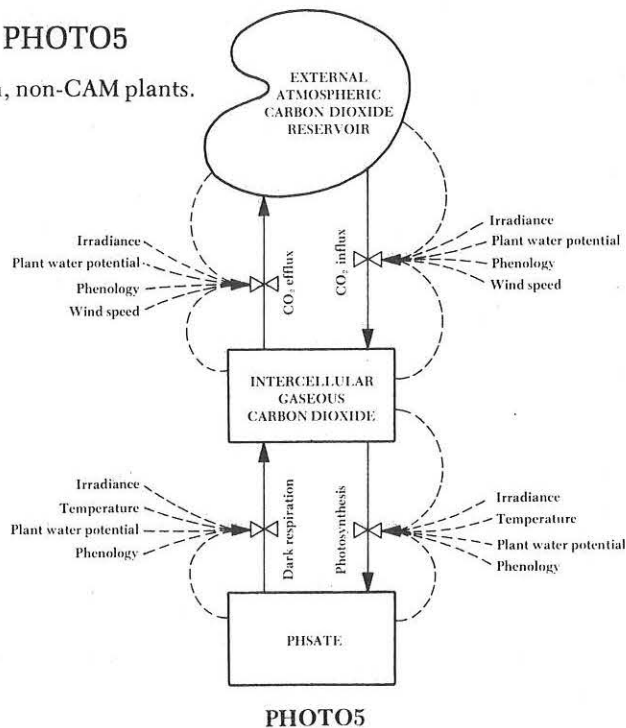 PHOTO5
, non-CAM plants.
EXTERNAL
ATMOSPHERIC
CARBON DIOXIDE
RESERVOIR
Irradiance
Plant water potential
Phenology
Wind speed
CO₂ efflux
CO₂ influx
Irradiance
Plant water potential
Phenology
Wind speed
INTERCELLULAR
GASEOUS
CARBON DIOXIDE
Irradiance
Temperature
Plant water potential
Phenology
Dark respiration
Photosynthesis
Irradiance
Temperature
Plant water potential
Phenology
PHSATE
PHOTO5